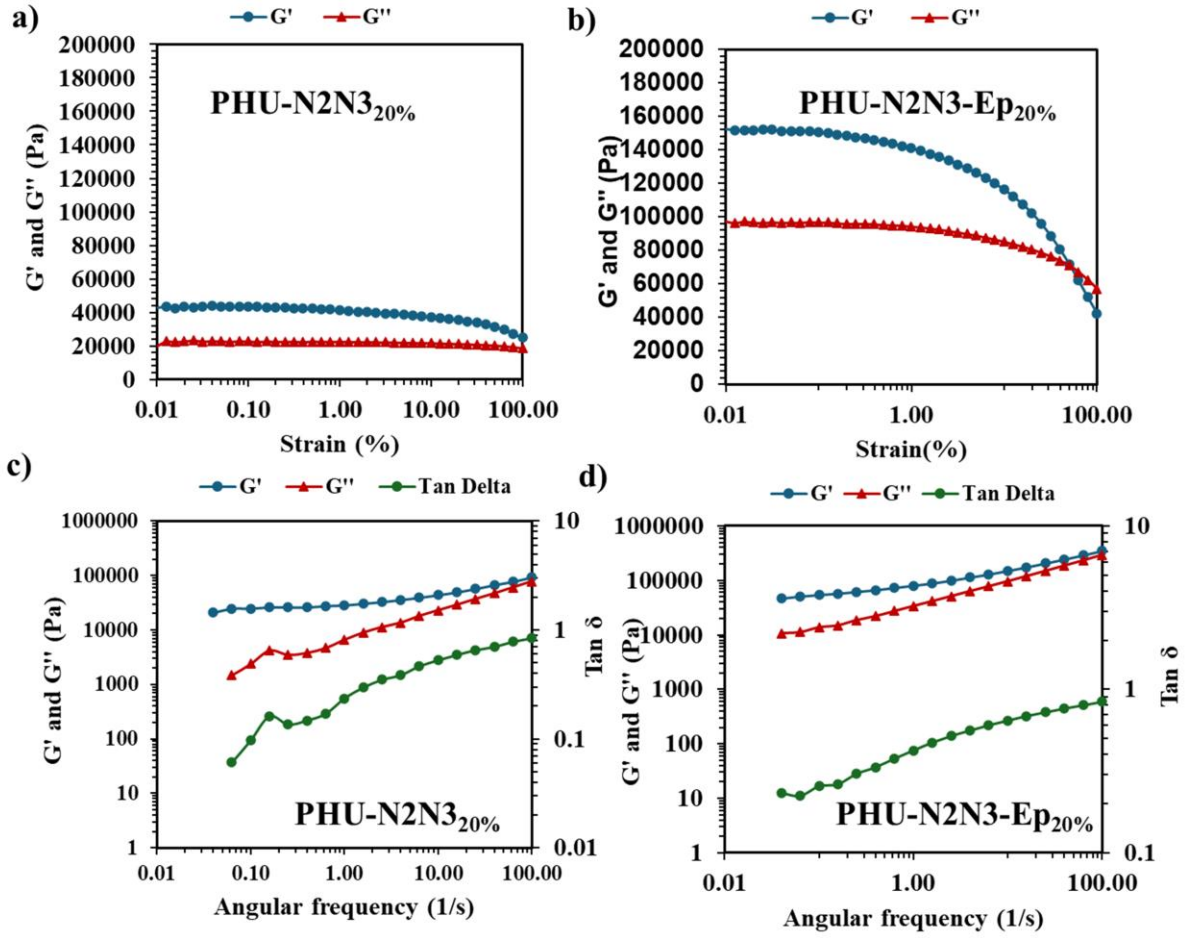 a)
G' G''
200000
180000
160000
140000
120000
100000
80000
60000
40000
20000
0
G' and G'' (Pa)
PHU-N2N320%
0.01 0.10 1.00 10.00 100.00
Strain (%)
b)
G' G''
200000
180000
160000
140000
120000
100000
80000
60000
40000
20000
0
G' and G'' (Pa)
PHU-N2N3-Ep20%
0.01 1.00 100.00
Strain(%)
c)
G' G'' Tan Delta
1000000
100000
10000
1000
100
10
1
G' and G'' (Pa)
10
1
0.1
0.01
Tan δ
PHU-N2N320%
0.01 0.10 1.00 10.00 100.00
Angular frequency (1/s)
d)
G' G'' Tan Delta
1000000
100000
10000
1000
100
10
1
G' and G'' (Pa)
10
1
0.1
Tan δ
PHU-N2N3-Ep20%
0.01 1.00 100.00
Angular frequency (1/s)